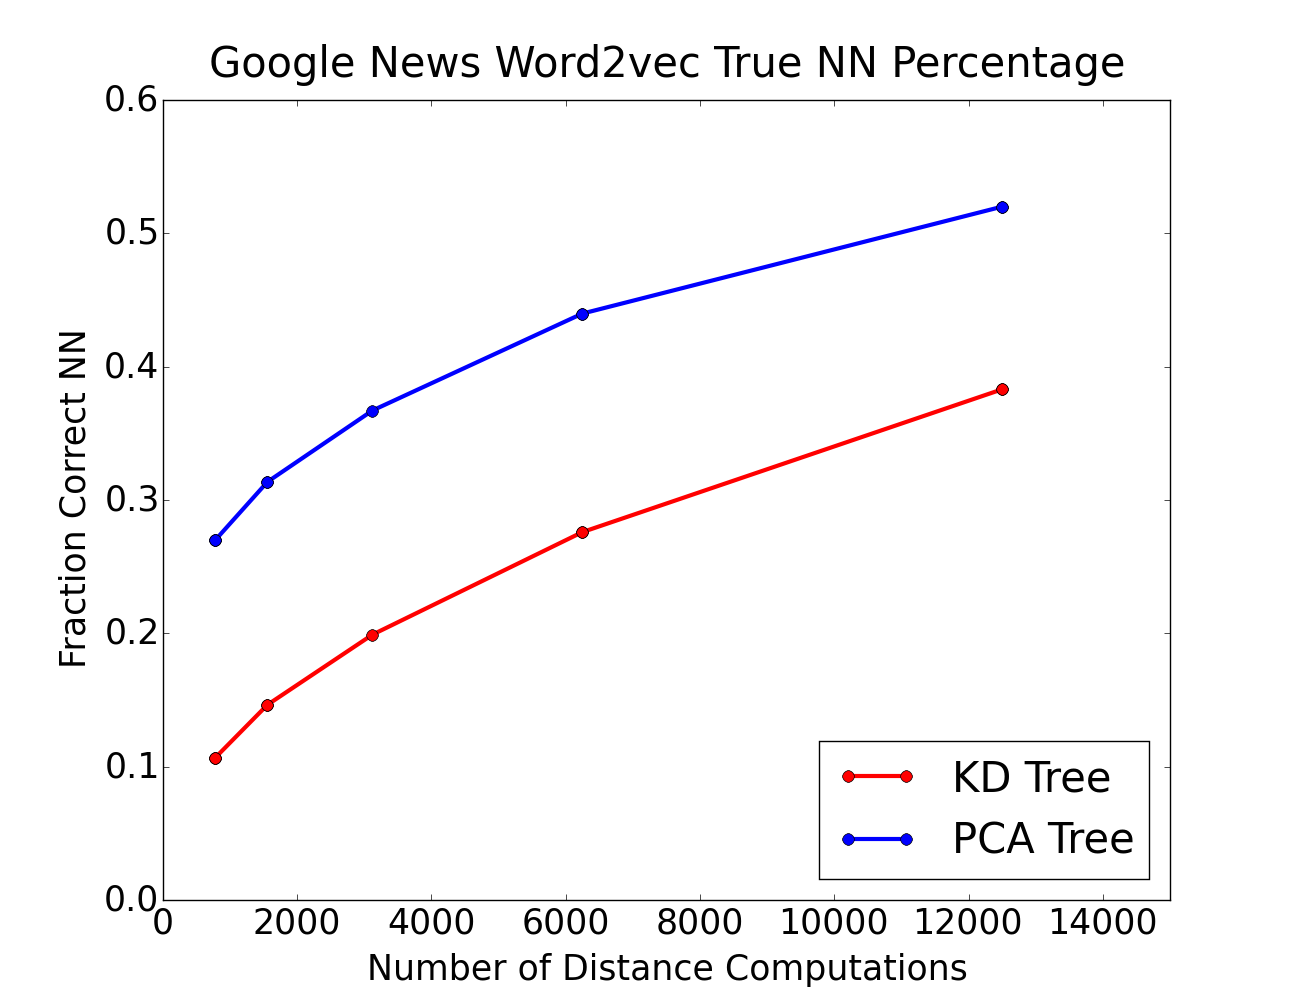 Google News Word2vec True NN Percentage
0.6
0.5
0.4
0.3
0.2
0.1
0.0
Fraction Correct NN
KD Tree
PCA Tree
0 2000 4000 6000 8000 10000 12000 14000
Number of Distance Computations